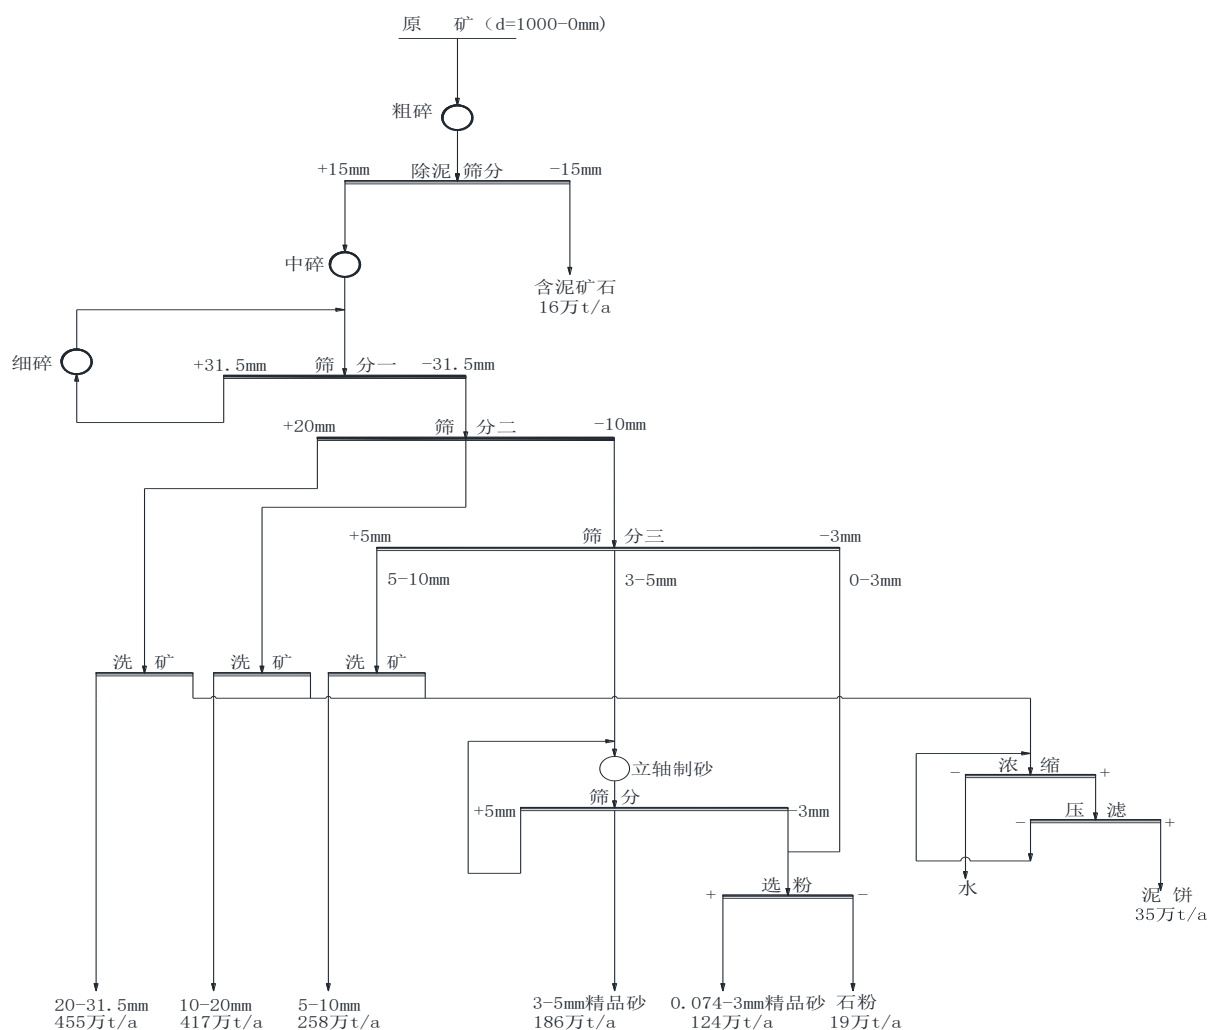 原 矿（d=1000-0mm）
粗碎
+15mm 除泥 筛分 -15mm
中碎
含泥矿石
16万t/a
细碎
+31.5mm 筛 分一 -31.5mm
+20mm 筛 分二 -10mm
+5mm 筛 分三 -3mm
5-10mm 3-5mm 0-3mm
洗 矿 洗 矿 洗 矿
立轴制砂
- 浓 缩 +
+5mm 筛 分 -3mm
- 压 滤 +
+ 选 粉 -
水
泥 饼
35万t/a
20-31.5mm 10-20mm 5-10mm 3-5mm精品砂 0.074-3mm精品砂 石粉
455万t/a 417万t/a 258万t/a 186万t/a 124万t/a 19万t/a